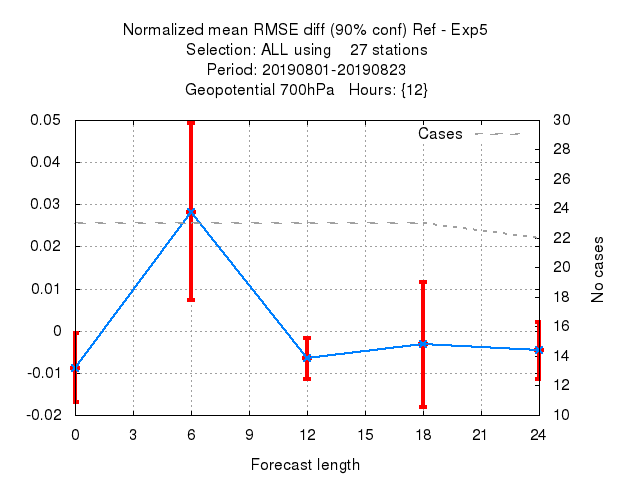 Normalized mean RMSE diff (90% conf) Ref - Exp5
Selection: ALL using    27 stations
Period: 20190801-20190823
Geopotential 700hPa   Hours: {12}
Cases
0.05
0.04
0.03
0.02
0.01
0
-0.01
-0.02
30
28
26
24
22
20
18
16
14
12
10
No cases
0 3 6 9 12 15 18 21 24
Forecast length